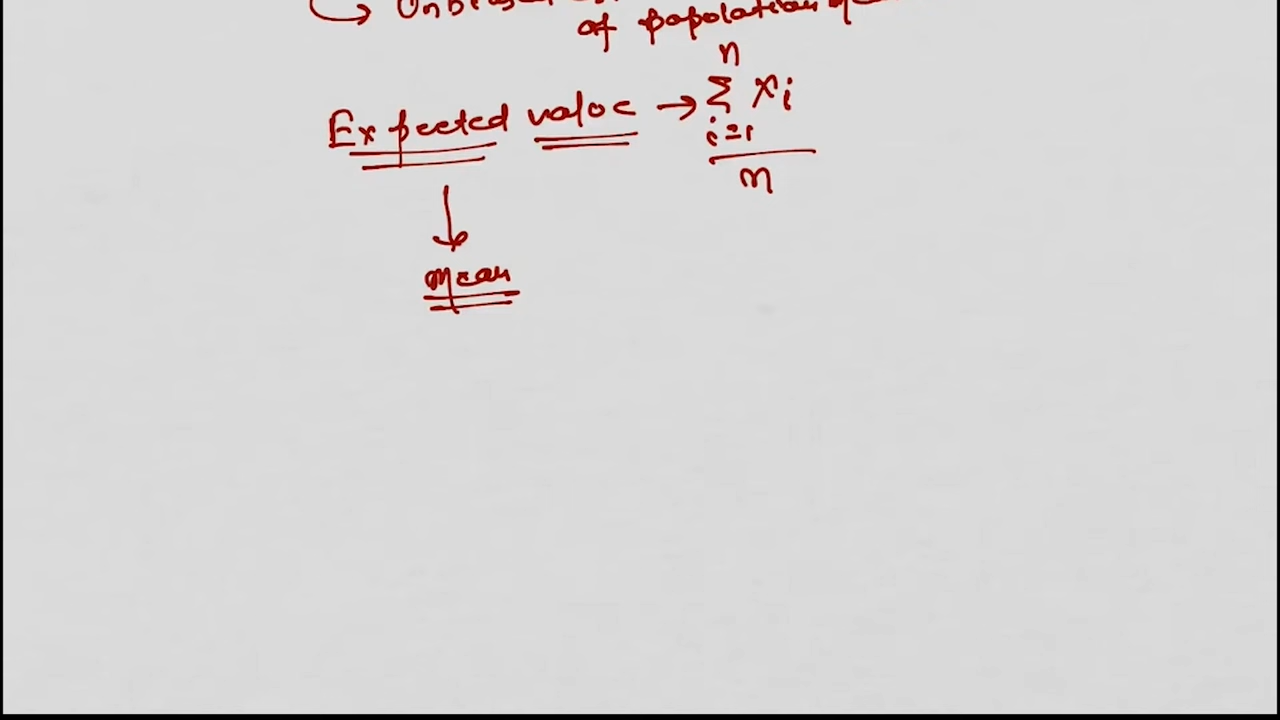 of population
Expected value → n
Σ xi
i=1
n
↓
mean